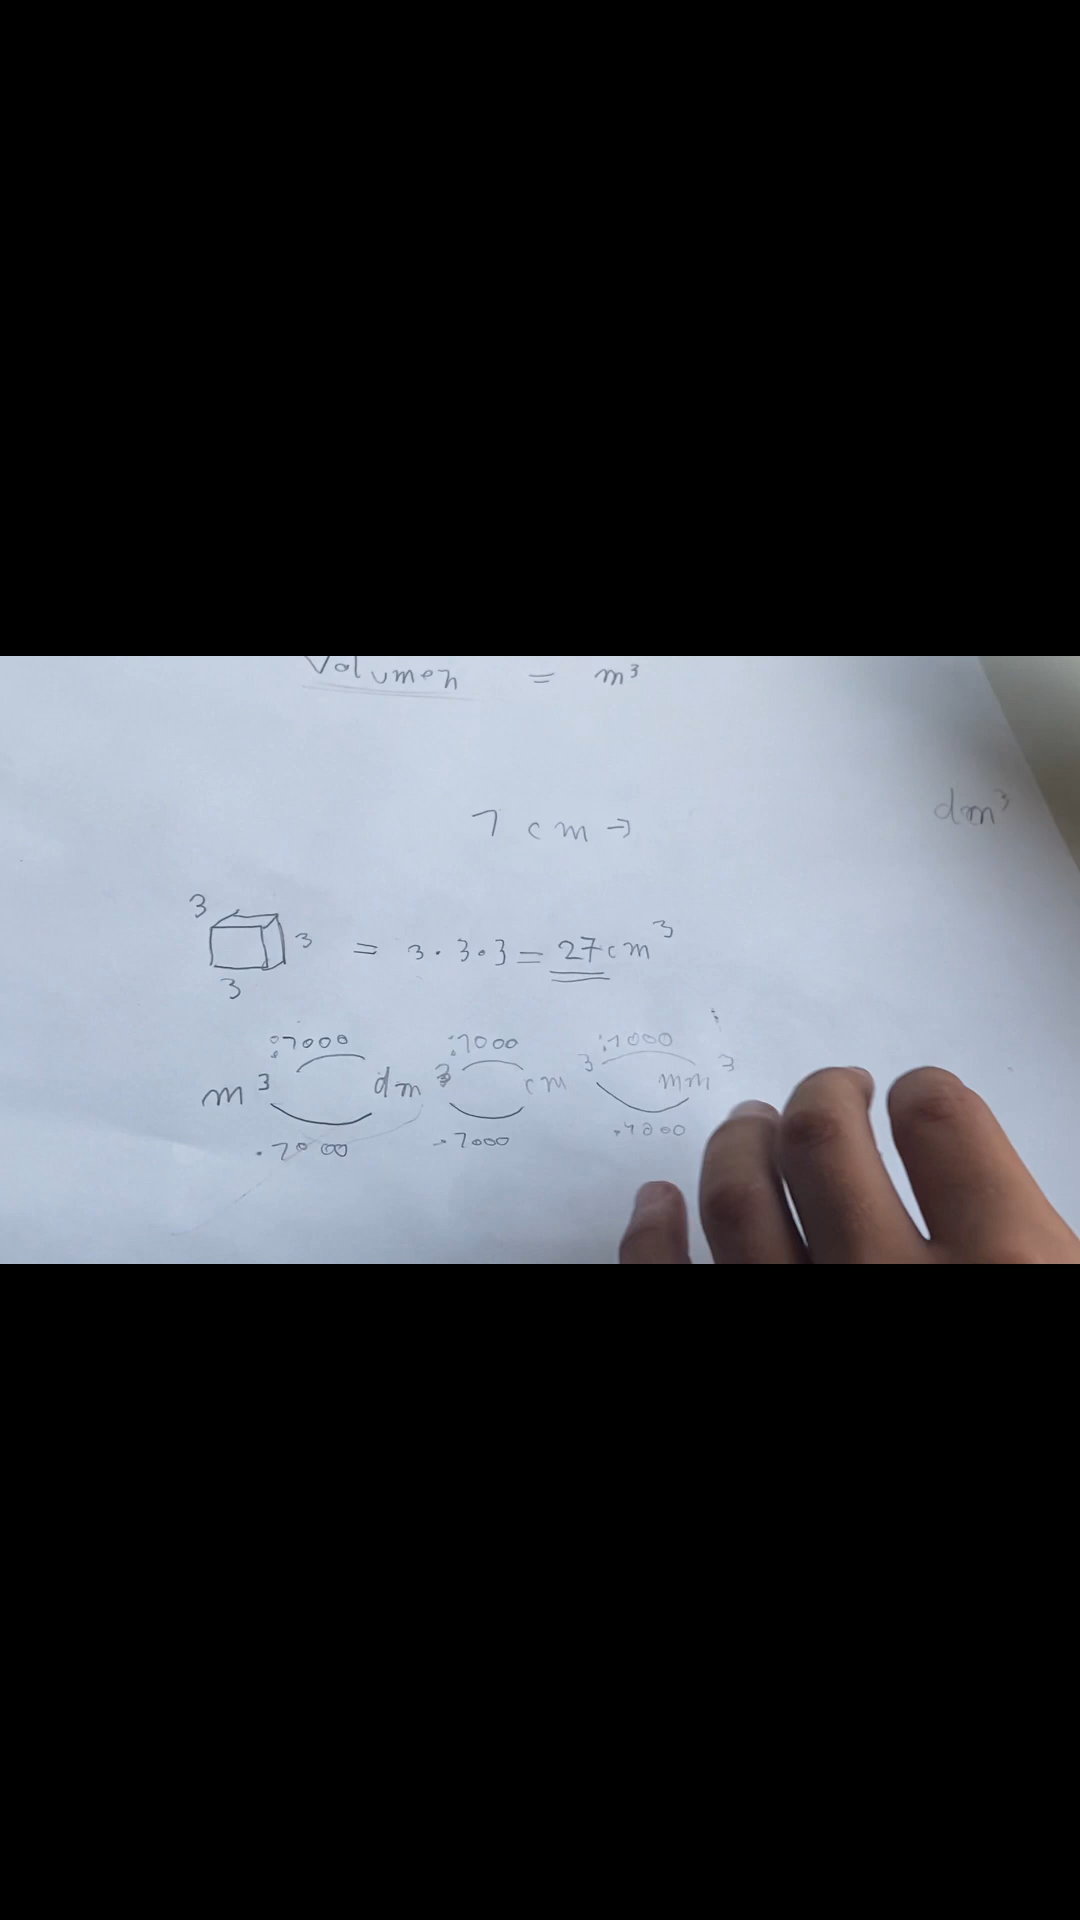 Volumen = m³
1 cm →
dm³
3
3
3
= 3·3·3 = 27 cm³
:1000 :1000 :1000
m³ dm³ cm³ mm³
·1000 ·1000 ·1000